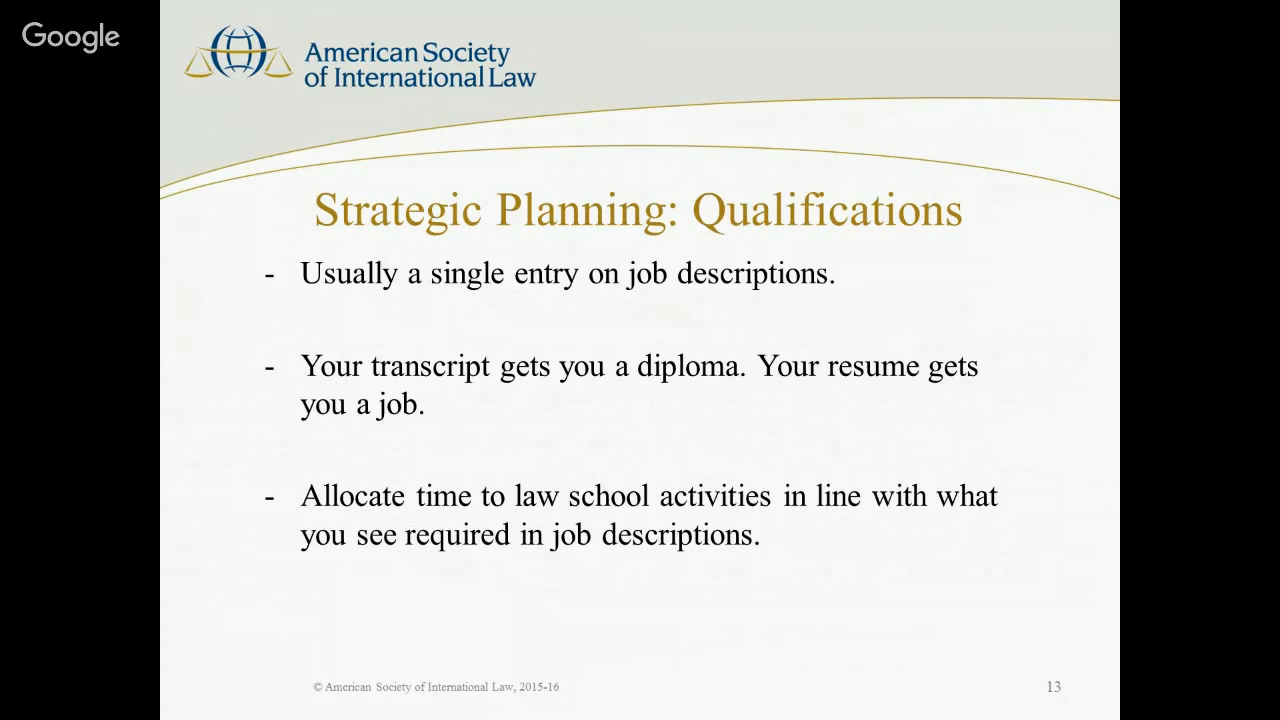 Google
American Society
of International Law
Strategic Planning: Qualifications
- Usually a single entry on job descriptions.
- Your transcript gets you a diploma. Your resume gets
you a job.
- Allocate time to law school activities in line with what
you see required in job descriptions.
© American Society of International Law, 2015-16
13